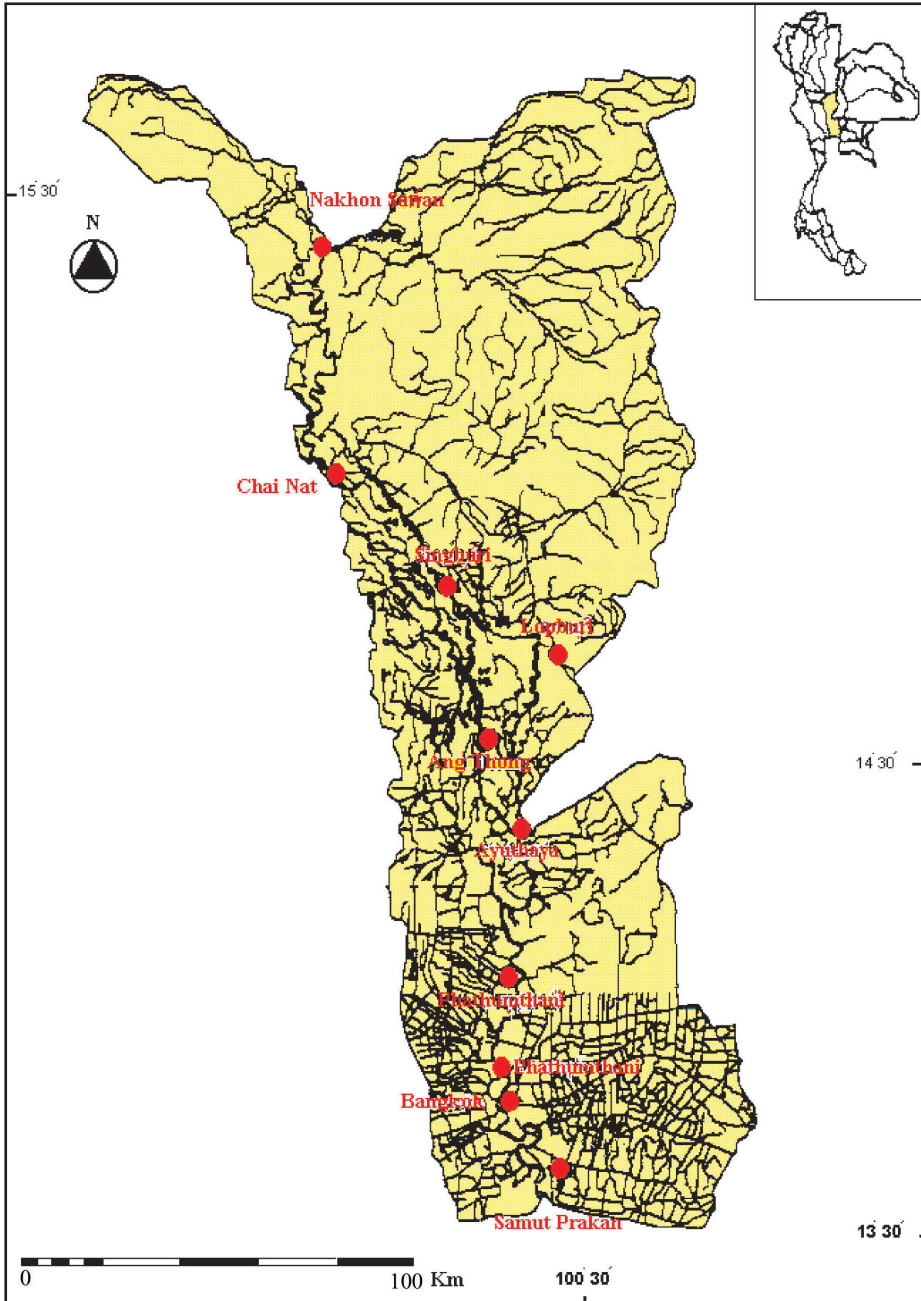 15°30'
Nakhon Sawan
N
Chai Nat
Singburi
Lopburi
Ang Thong
14°30'
Ayuthaya
Phathumthani
Phathumthani
Bangkok
Samut Prakan
13°30'
0 100 Km
100°30'